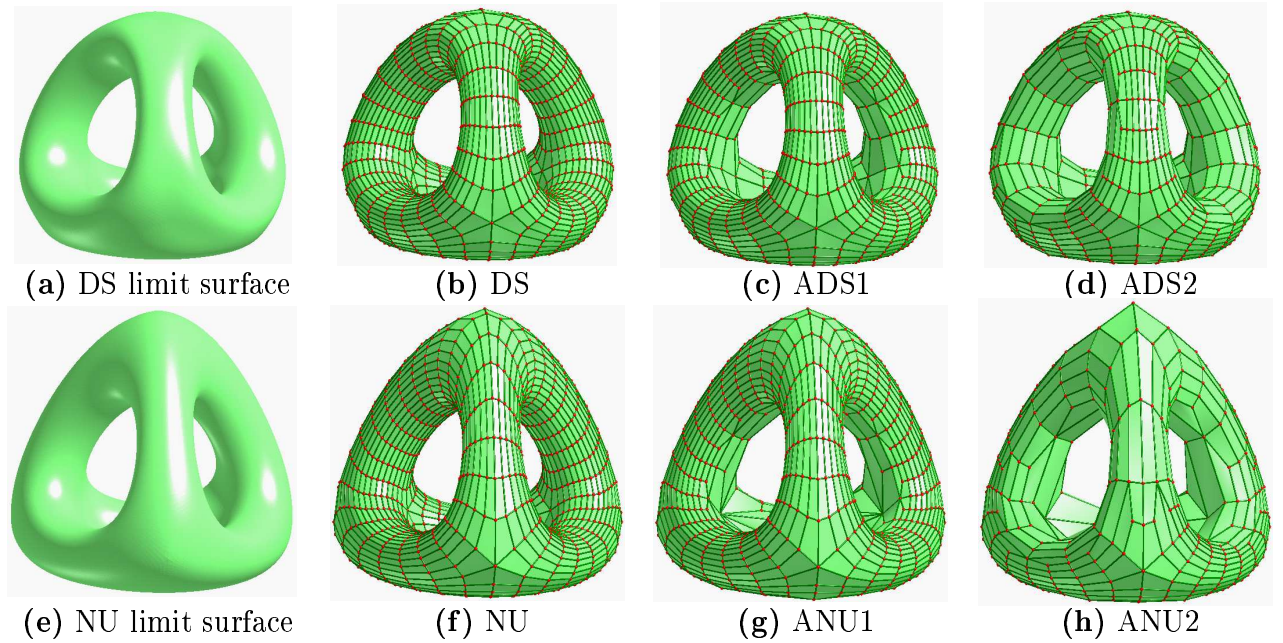 (a) DS limit surface
(b) DS
(c) ADS1
(d) ADS2
(e) NU limit surface
(f) NU
(g) ANU1
(h) ANU2